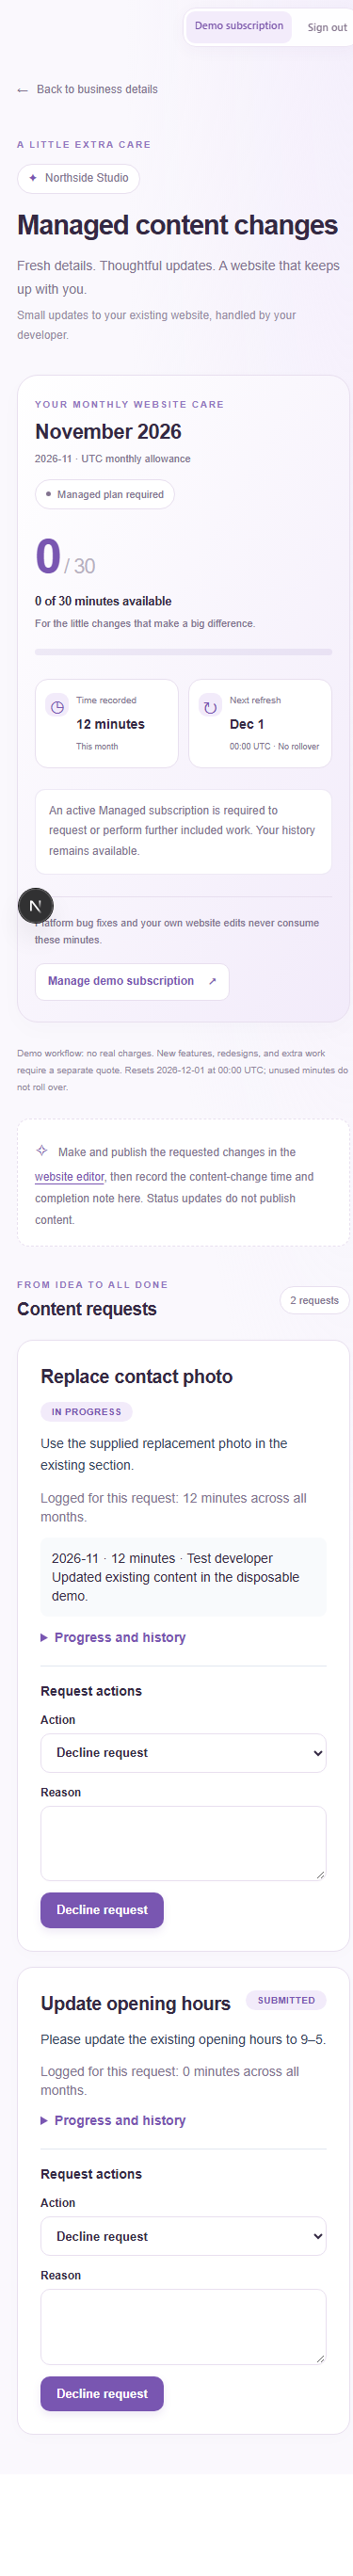 Demo subscription Sign out
← Back to business details
A LITTLE EXTRA CARE
✦ Northside Studio
Managed content changes
Fresh details. Thoughtful updates. A website that keeps
up with you.
Small updates to your existing website, handled by your
developer.
YOUR MONTHLY WEBSITE CARE
November 2026
2026-11 · UTC monthly allowance
Managed plan required
0 / 30
0 of 30 minutes available
For the little changes that make a big difference.
Time recorded
12 minutes
This month
Next refresh
Dec 1
00:00 UTC · No rollover
An active Managed subscription is required to
request or perform further included work. Your history
remains available.
N
Platform bug fixes and your own website edits never consume
these minutes.
Manage demo subscription ↗
Demo workflow: no real charges. New features, redesigns, and extra work
require a separate quote. Resets 2026-12-01 at 00:00 UTC; unused minutes do
not roll over.
Make and publish the requested changes in the
website editor, then record the content-change time and
completion note here. Status updates do not publish
content.
FROM IDEA TO ALL DONE
Content requests
2 requests
Replace contact photo
IN PROGRESS
Use the supplied replacement photo in the
existing section.
Logged for this request: 12 minutes across all
months.
2026-11 · 12 minutes · Test developer
Updated existing content in the disposable
demo.
Progress and history
Request actions
Action
Decline request
Reason
Decline request
Update opening hours
SUBMITTED
Please update the existing opening hours to 9–5.
Logged for this request: 0 minutes across all
months.
Progress and history
Request actions
Action
Decline request
Reason
Decline request